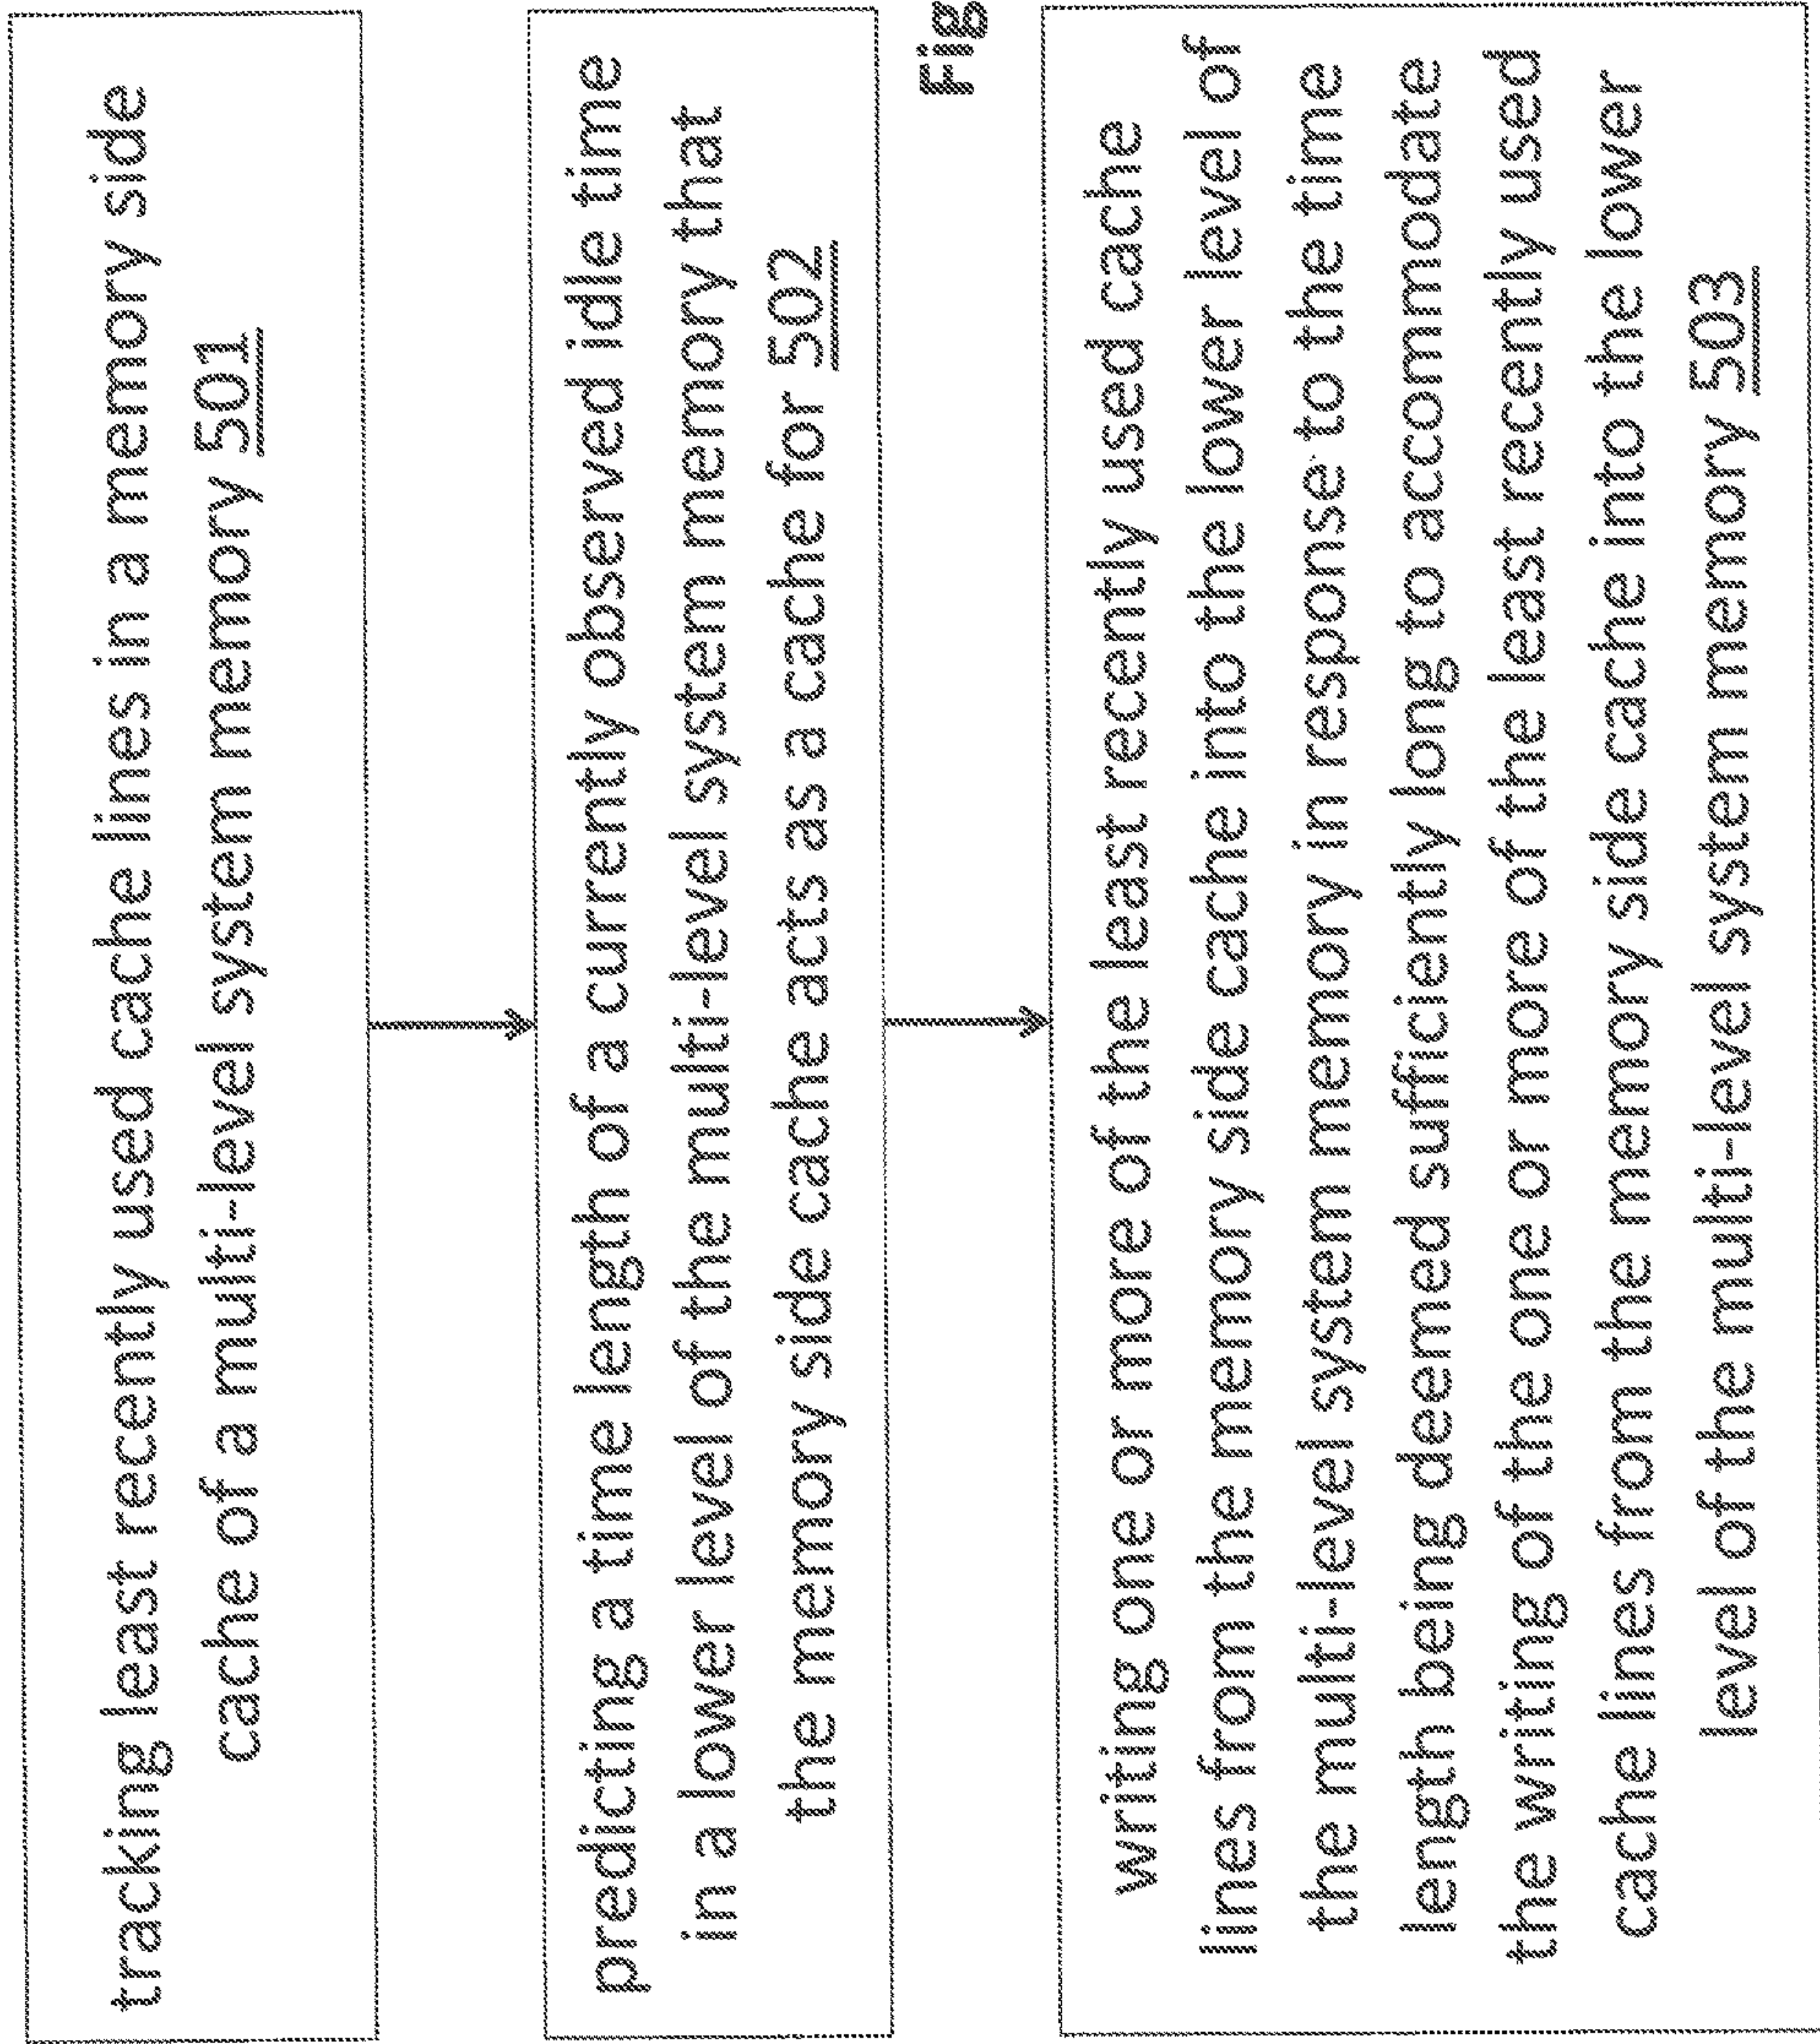 tracking least recently used cache lines in a memory side
cache of a multi-level system memory 501
predicting a time length of a currently observed idle time
in a lower level of the multi-level system memory that
the memory side cache acts as a cache for 502
Fig
writing one or more of the least recently used cache
lines from the memory side cache into the lower level of
the multi-level system memory in response to the time
length being deemed sufficiently long to accommodate
the writing of the one or more of the least recently used
cache lines from the memory side cache into the lower
level of the multi-level system memory 503